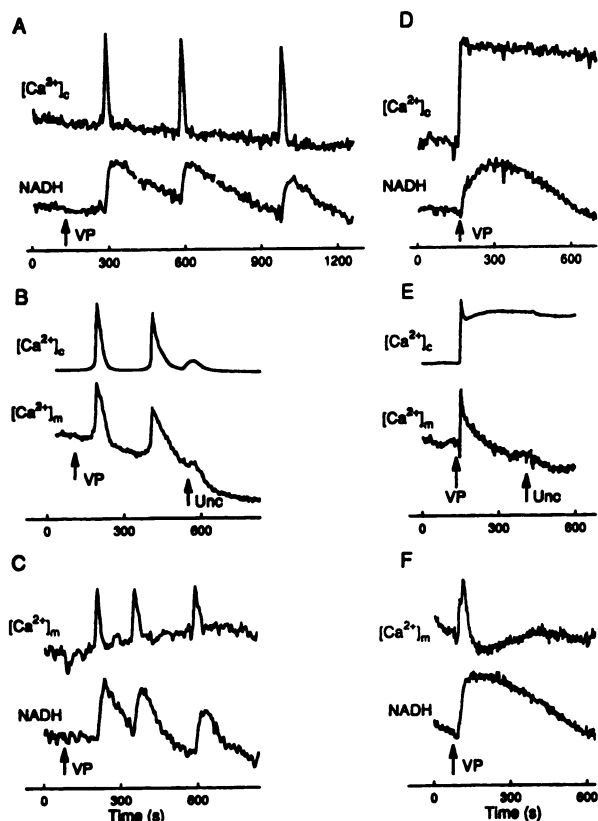 A
[Ca²⁺]c
NADH
VP
0 300 600 900 1200
B
[Ca²⁺]c
[Ca²⁺]m
VP
Unc
0 300 600
C
[Ca²⁺]m
NADH
VP
0 300 600
Time (s)
D
[Ca²⁺]c
NADH
VP
0 300 600
E
[Ca²⁺]c
[Ca²⁺]m
VP
Unc
0 300 600
F
[Ca²⁺]m
NADH
VP
0 300 600
Time (s)